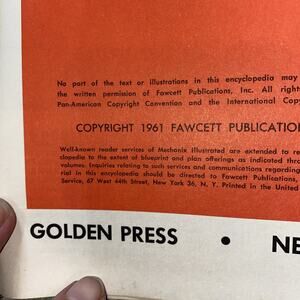 No part of the text or illustrations in this encyclopedia may
the written permission of Fawcett Publications, Inc. All right
Pan-American Copyright Convention and the International Cop
COPYRIGHT 1961 FAWCETT PUBLICATION
Well-known reader services of Mechanix Illustrated are extended to re
clopedia to the extent of blueprint and plan offerings as indicated thro
volumes. Inquiries relating to such services and communications regarding
rial in this encyclopedia should be directed to Fawcett Publications,
Service, 67 West 44th Street, New York 36, N. Y. Printed in the United
GOLDEN PRESS • NE